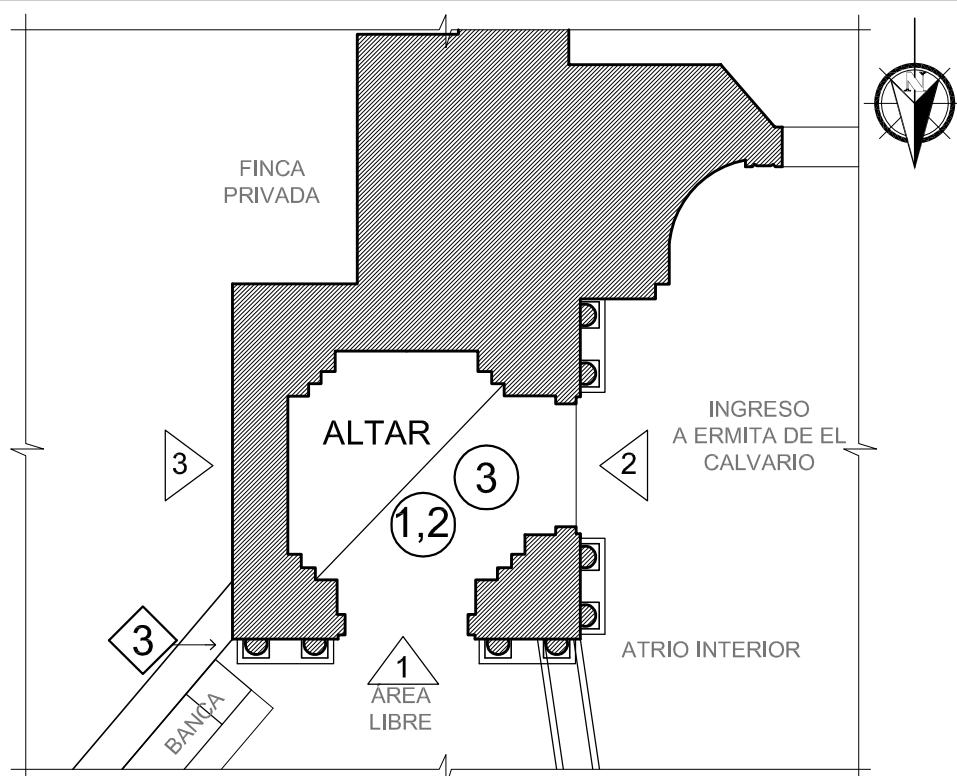 N
FINCA
PRIVADA
INGRESO
A ERMITA DE EL
CALVARIO
ALTAR
3
3
2
1,2
3
ATRIO INTERIOR
1
ÁREA
LIBRE
BANCA